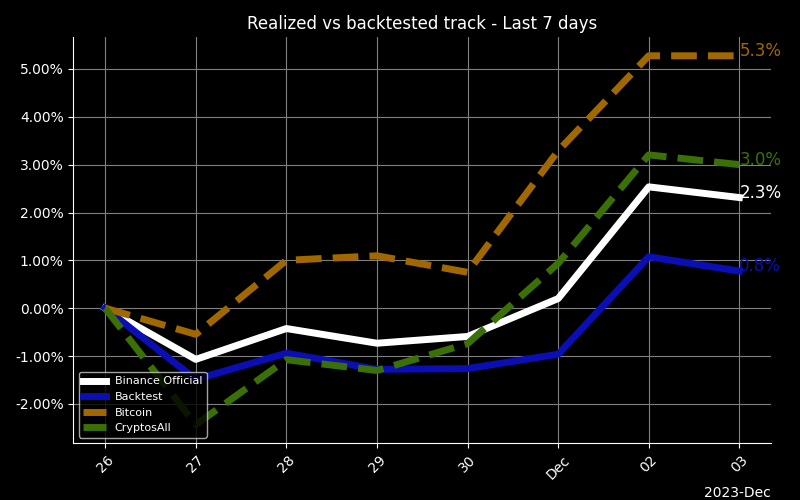 Realized vs backtested track - Last 7 days
5.00%
4.00%
3.00%
2.00%
1.00%
0.00%
-1.00%
-2.00%
5.3%
3.0%
2.3%
0.8%
Binance Official
Backtest
Bitcoin
CryptosAll
26
27
28
29
30
Dec
02
03
2023-Dec